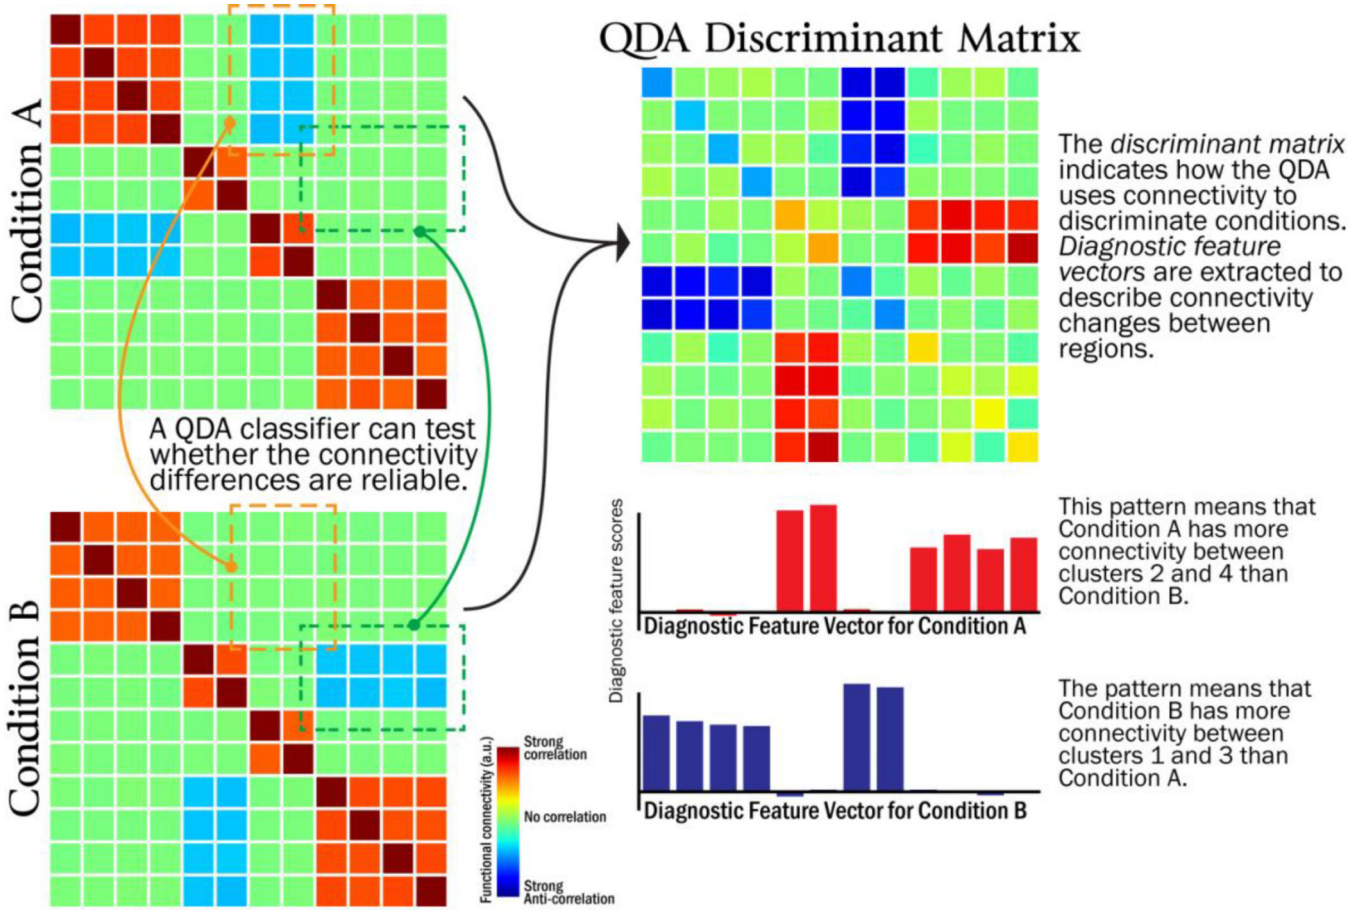 Condition A
QDA Discriminant Matrix
The discriminant matrix
indicates how the QDA
uses connectivity to
discriminate conditions.
Diagnostic feature
vectors are extracted to
describe connectivity
changes between
regions.
A QDA classifier can test
whether the connectivity
differences are reliable.
Condition B
Functional connectivity (a.u.)
Strong
correlation
No correlation
Strong
Anti-correlation
Diagnostic feature scores
Diagnostic Feature Vector for Condition A
This pattern means that
Condition A has more
connectivity between
clusters 2 and 4 than
Condition B.
Diagnostic Feature Vector for Condition B
The pattern means that
Condition B has more
connectivity between
clusters 1 and 3 than
Condition A.